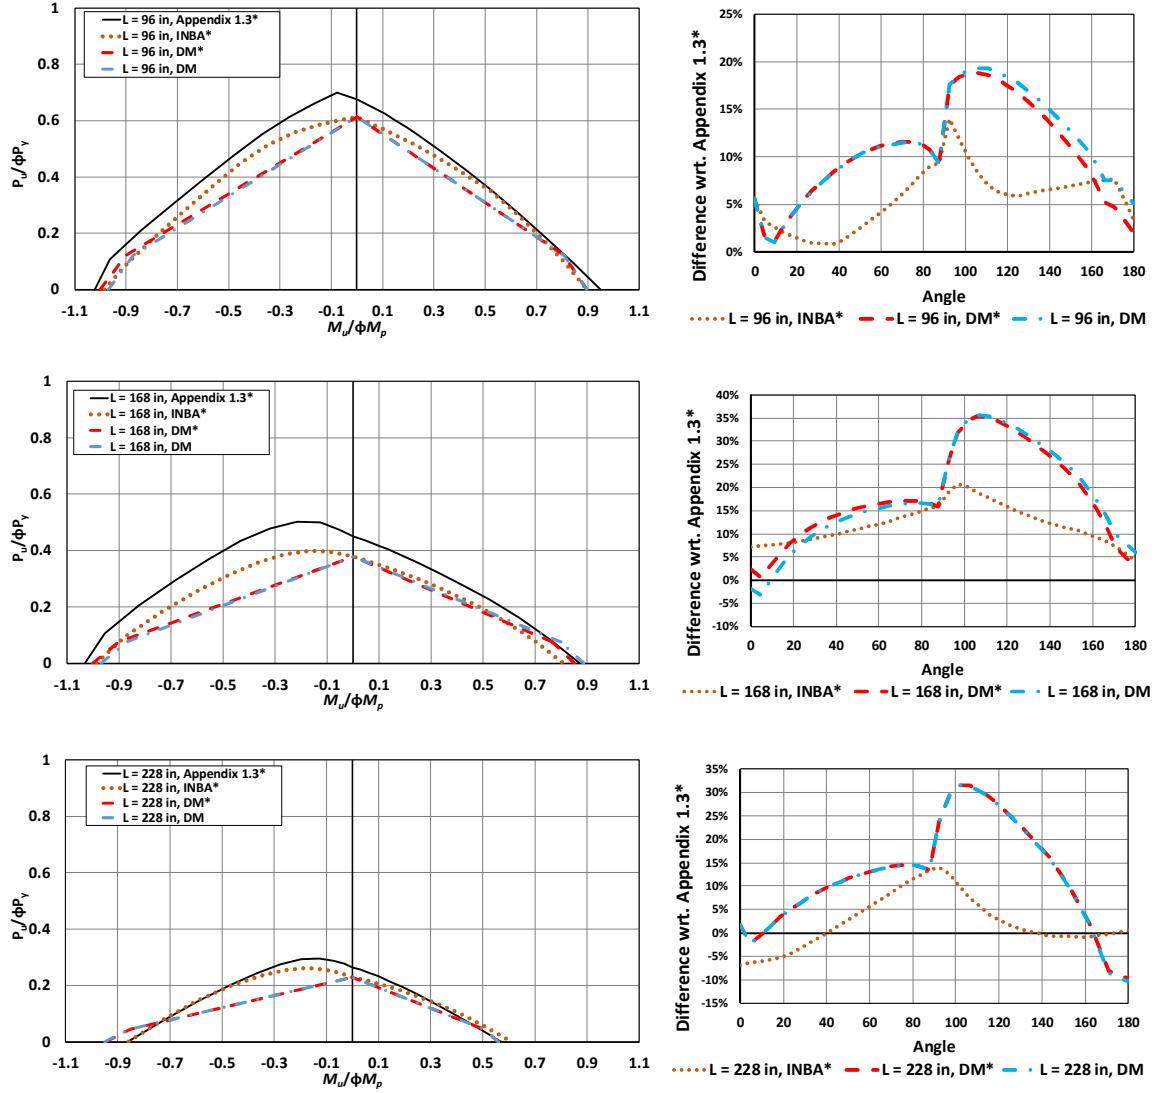 1
0.8
0.6
0.4
0.2
0
Pu/ϕPy
L = 96 in, Appendix 1.3*
L = 96 in, INBA*
L = 96 in, DM*
L = 96 in, DM
-1.1 -0.9 -0.7 -0.5 -0.3 -0.1 0.1 0.3 0.5 0.7 0.9 1.1
Mu/ϕMp
25%
20%
15%
10%
5%
0%
Difference wrt. Appendix 1.3*
0 20 40 60 80 100 120 140 160 180
Angle
L = 96 in, INBA* L = 96 in, DM* L = 96 in, DM
1
0.8
0.6
0.4
0.2
0
Pu/ϕPy
L = 168 in, Appendix 1.3*
L = 168 in, INBA*
L = 168 in, DM*
L = 168 in, DM
-1.1 -0.9 -0.7 -0.5 -0.3 -0.1 0.1 0.3 0.5 0.7 0.9 1.1
Mu/ϕMp
40%
35%
30%
25%
20%
15%
10%
5%
0%
-5%
-10%
Difference wrt. Appendix 1.3*
0 20 40 60 80 100 120 140 160 180
Angle
L = 168 in, INBA* L = 168 in, DM* L = 168 in, DM
1
0.8
0.6
0.4
0.2
0
Pu/ϕPy
L = 228 in, Appendix 1.3*
L = 228 in, INBA*
L = 228 in, DM*
L = 228 in, DM
-1.1 -0.9 -0.7 -0.5 -0.3 -0.1 0.1 0.3 0.5 0.7 0.9 1.1
Mu/ϕMp
35%
30%
25%
20%
15%
10%
5%
0%
-5%
-10%
-15%
Difference wrt. Appendix 1.3*
0 20 40 60 80 100 120 140 160 180
Angle
L = 228 in, INBA* L = 228 in, DM* L = 228 in, DM